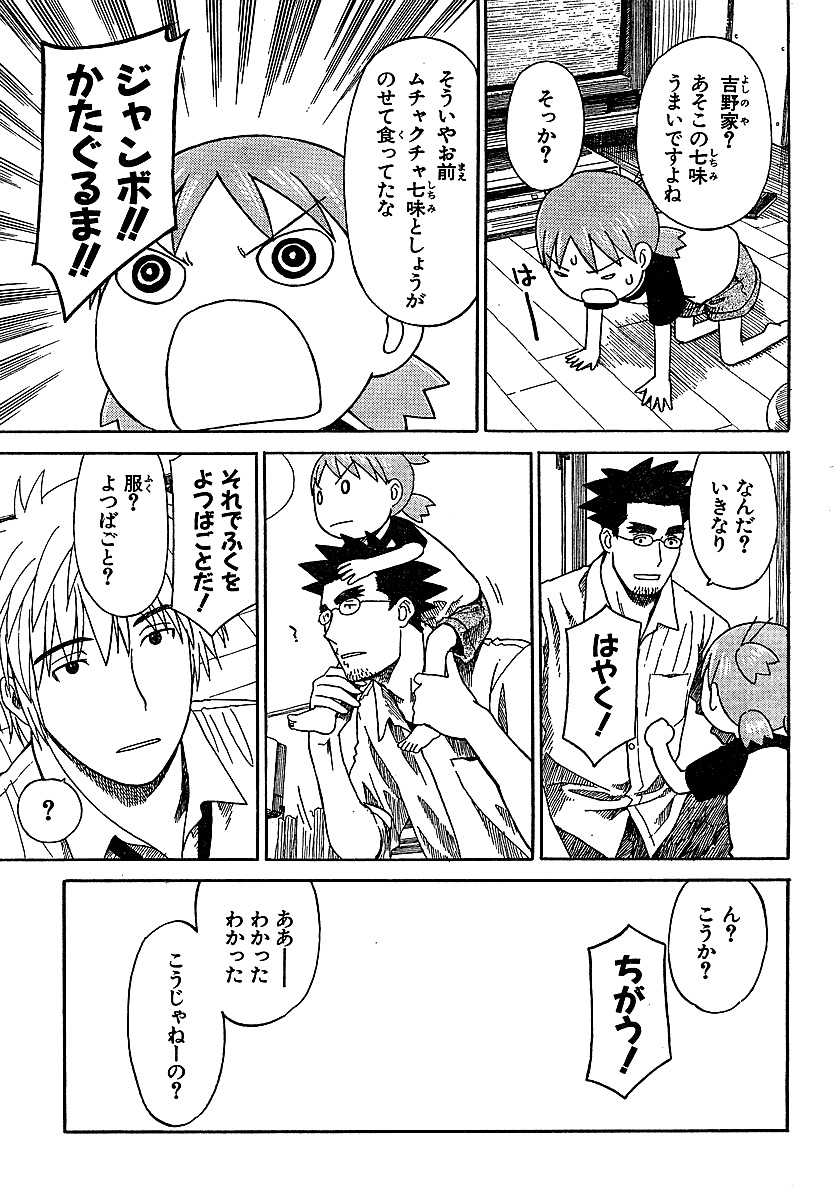 吉野家?
あそこの七味
うまいですよね
そっか?
はー
そういやお前
ムチャクチャ七味としょうが
のせて食ってたな
ジャンボ!!
かたぐるま!!
なんだ?
いきなり
はやく!
?
それでふくを
よつばごとだ!
服?
よつばごと?
?
ん?
こうか?
ちがう!
ああー
わかった
わかった
こうじゃねーの?